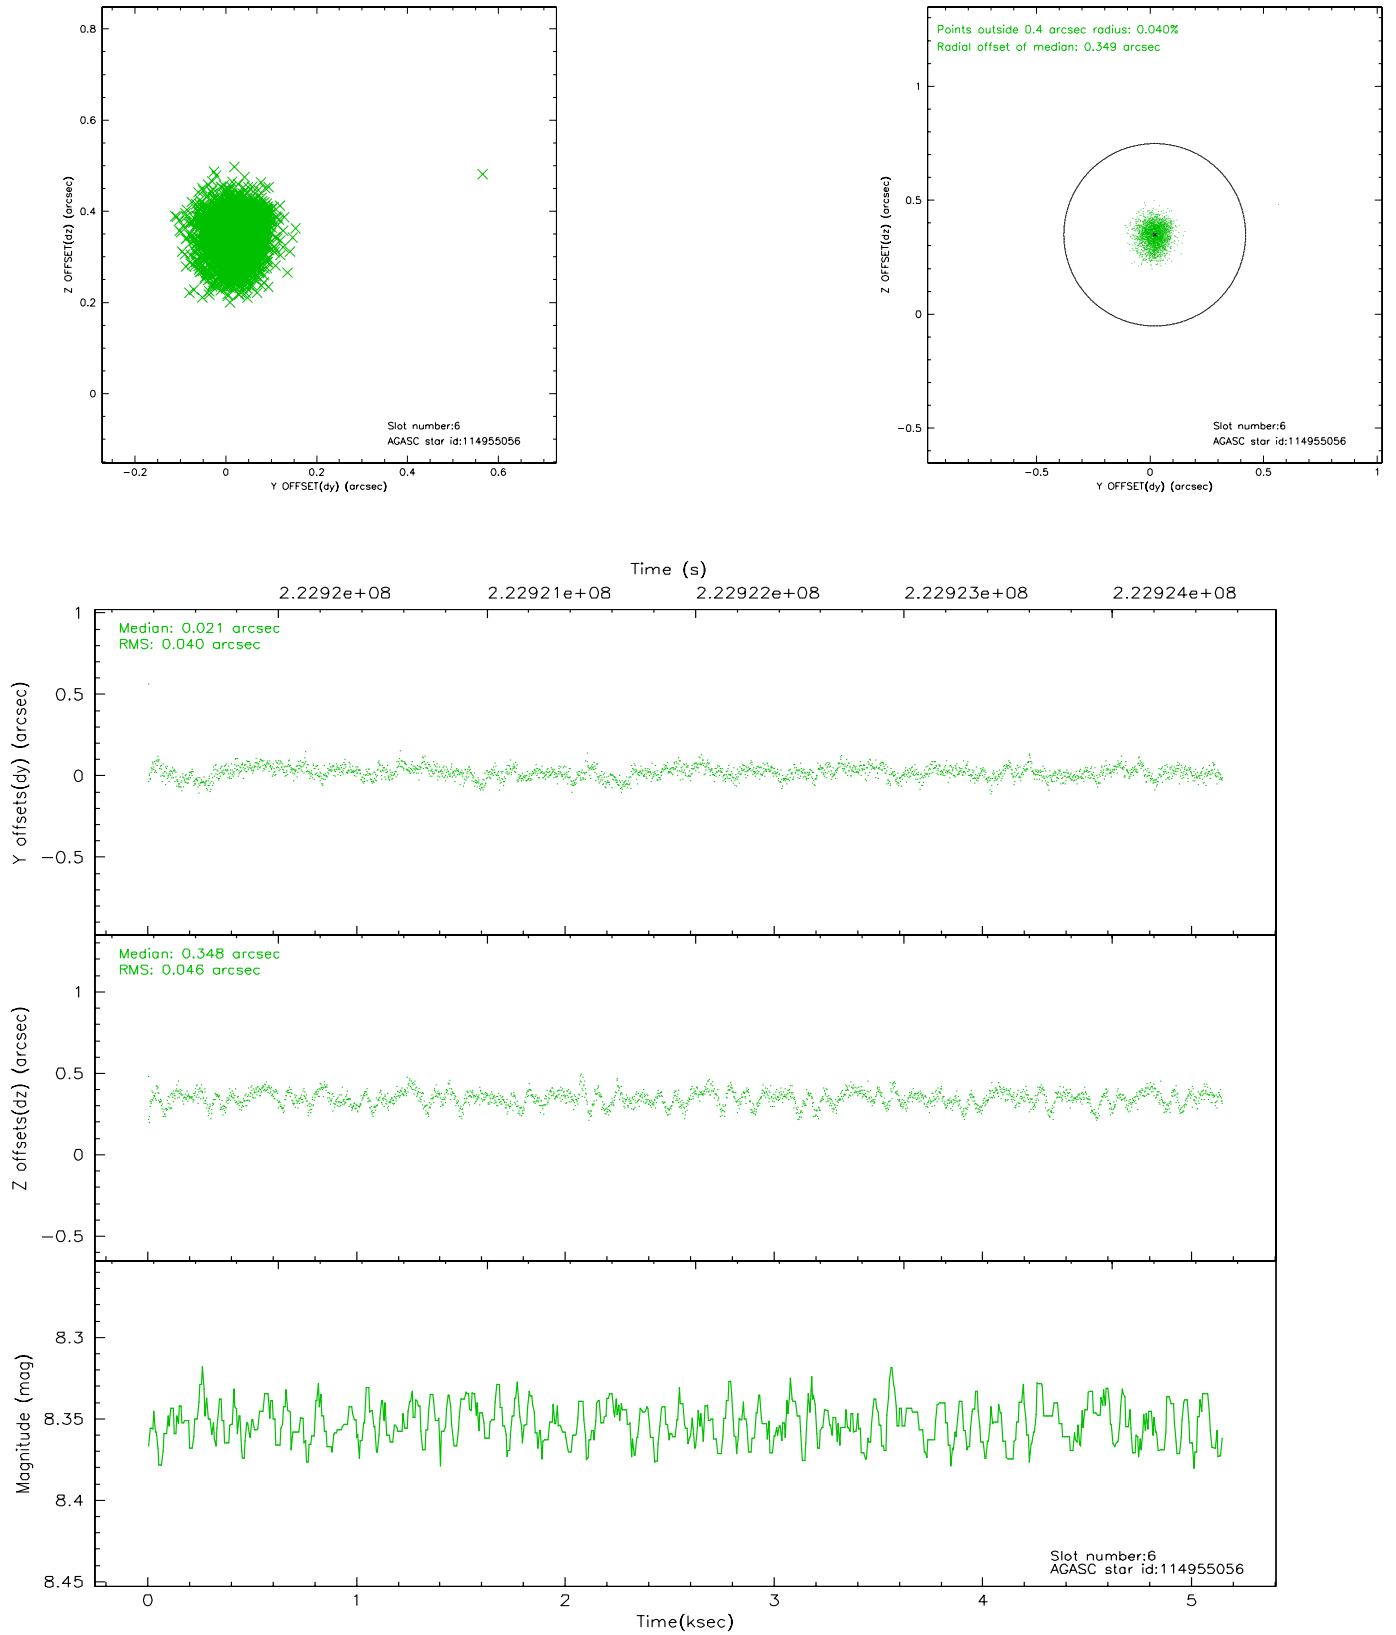 0.8
0.6
0.4
0.2
0
Z OFFSET(dz) (arcsec)
Slot number:6
AGASC star id:114955056
−0.2 0 0.2 0.4 0.6
Y OFFSET(dy) (arcsec)
Points outside 0.4 arcsec radius: 0.040%
Radial offset of median: 0.349 arcsec
1
0.5
0
−0.5
Z OFFSET(dz) (arcsec)
Slot number:6
AGASC star id:114955056
−0.5 0 0.5 1
Y OFFSET(dy) (arcsec)
Time (s)
2.2292e+08 2.22921e+08 2.22922e+08 2.22923e+08 2.22924e+08
Median: 0.021 arcsec
RMS: 0.040 arcsec
1
0.5
0
−0.5
Y offsets(dy) (arcsec)
Median: 0.348 arcsec
RMS: 0.046 arcsec
1
0.5
0
−0.5
Z offsets(dz) (arcsec)
8.3
8.35
8.4
8.45
Magnitude (mag)
Slot number:6
AGASC star id:114955056
0 1 2 3 4 5
Time(ksec)